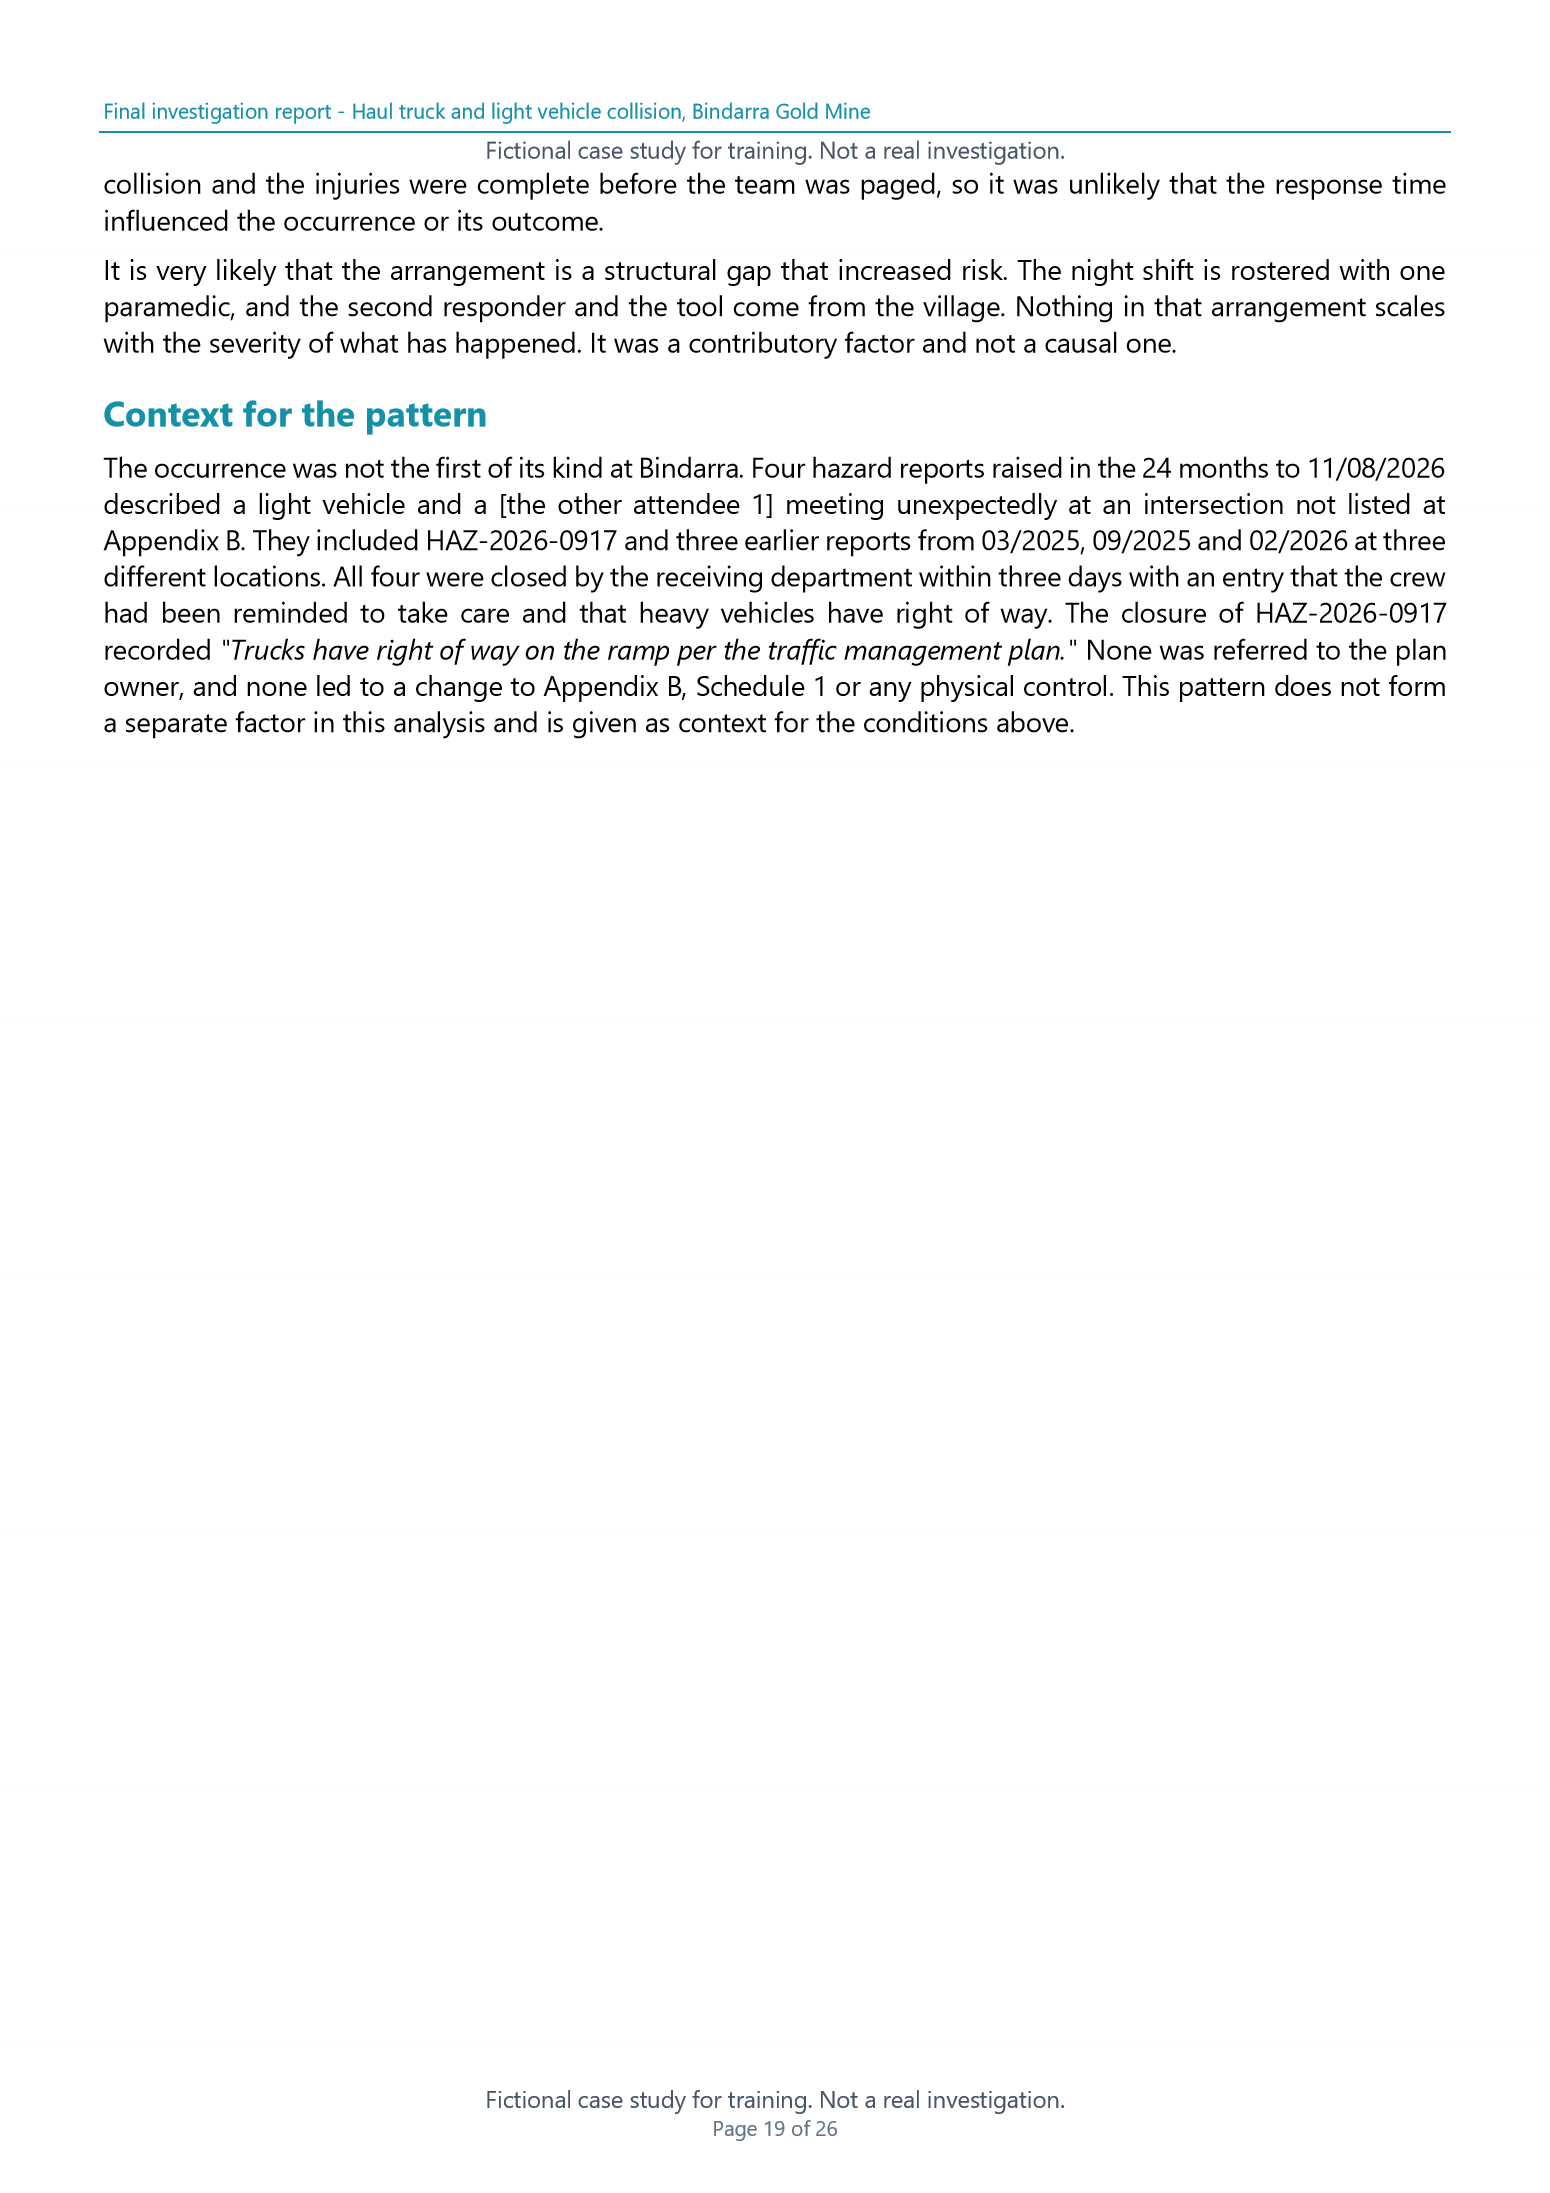 Final investigation report - Haul truck and light vehicle collision, Bindarra Gold Mine
Fictional case study for training. Not a real investigation.
collision and the injuries were complete before the team was paged, so it was unlikely that the response time
influenced the occurrence or its outcome.
It is very likely that the arrangement is a structural gap that increased risk. The night shift is rostered with one
paramedic, and the second responder and the tool come from the village. Nothing in that arrangement scales
with the severity of what has happened. It was a contributory factor and not a causal one.
Context for the pattern
The occurrence was not the first of its kind at Bindarra. Four hazard reports raised in the 24 months to 11/08/2026
described a light vehicle and a [the other attendee 1] meeting unexpectedly at an intersection not listed at
Appendix B. They included HAZ-2026-0917 and three earlier reports from 03/2025, 09/2025 and 02/2026 at three
different locations. All four were closed by the receiving department within three days with an entry that the crew
had been reminded to take care and that heavy vehicles have right of way. The closure of HAZ-2026-0917
recorded "Trucks have right of way on the ramp per the traffic management plan." None was referred to the plan
owner, and none led to a change to Appendix B, Schedule 1 or any physical control. This pattern does not form
a separate factor in this analysis and is given as context for the conditions above.
Fictional case study for training. Not a real investigation.
Page 19 of 26